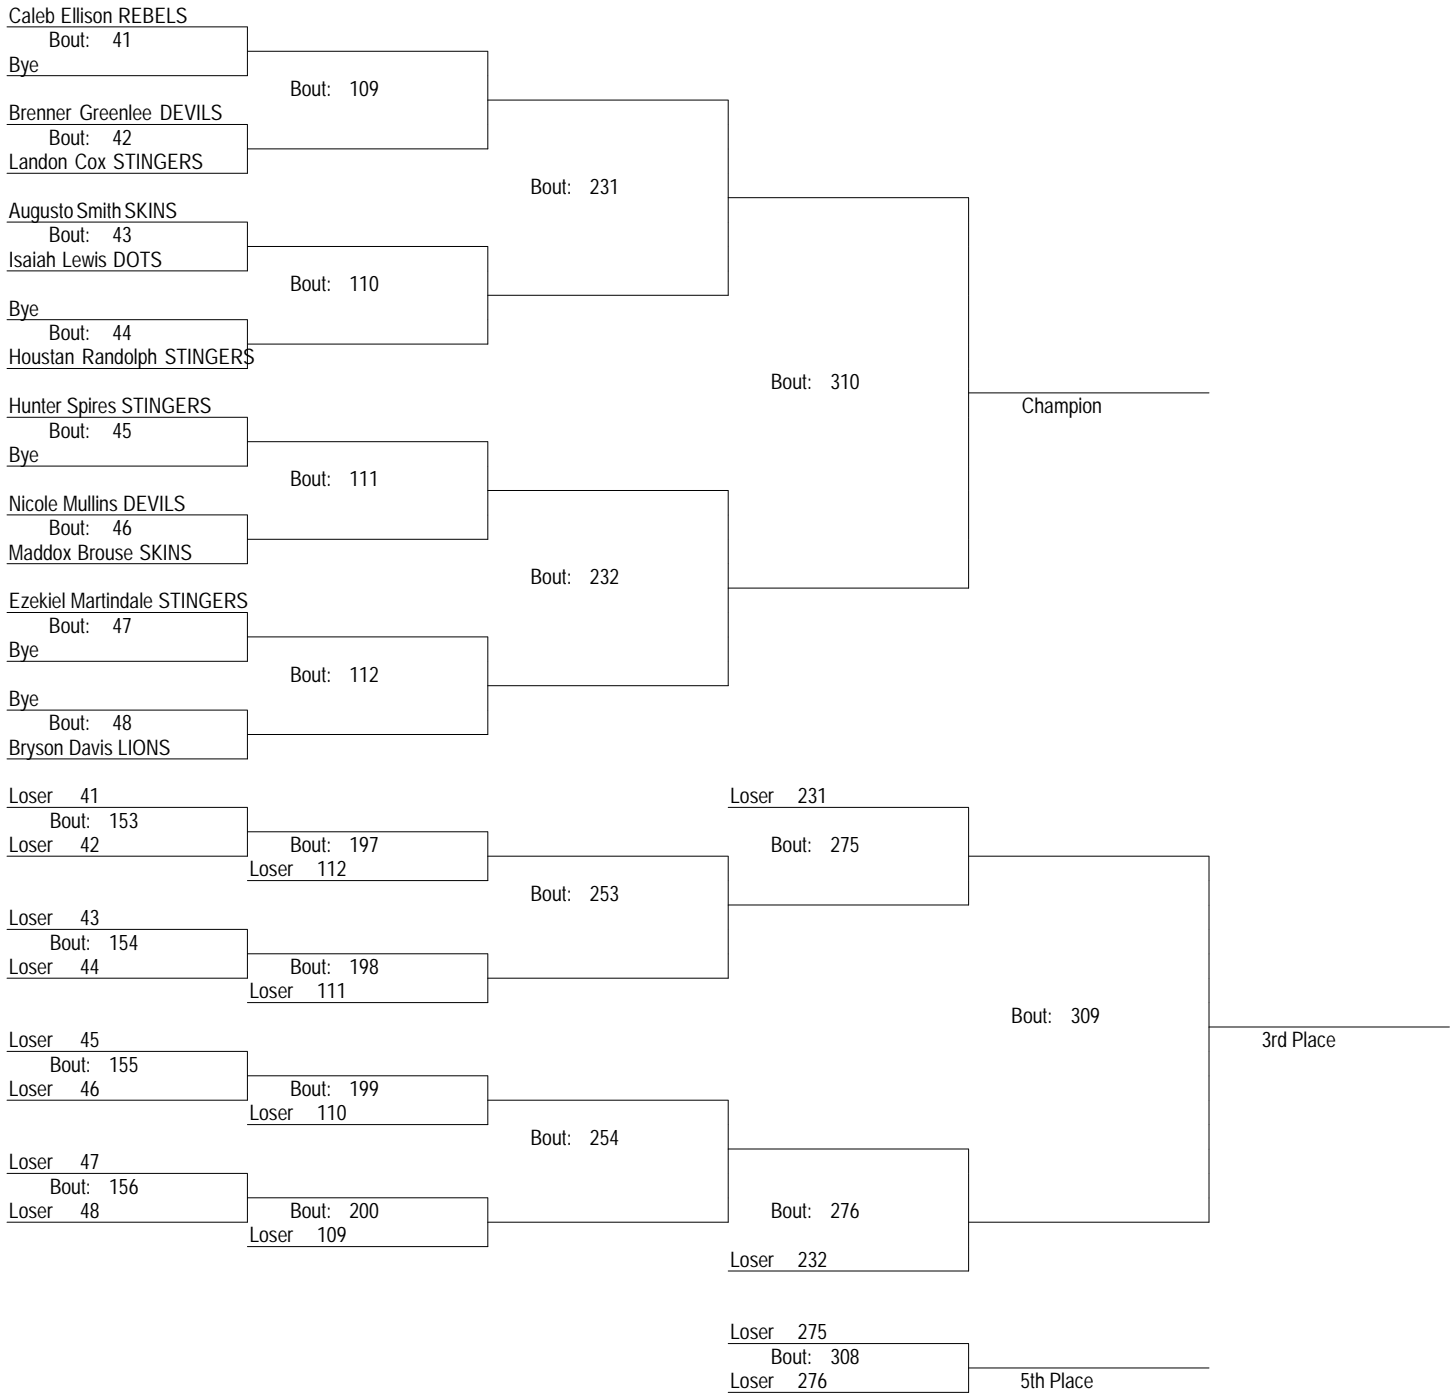 Caleb Ellison REBELS
Bout: 41
Bye
Bout: 109
Brenner Greenlee DEVILS
Bout: 42
Landon Cox STINGERS
Bout: 231
Augusto Smith SKINS
Bout: 43
Isaiah Lewis DOTS
Bout: 110
Bye
Bout: 44
Houstan Randolph STINGERS
Bout: 310
Champion
Hunter Spires STINGERS
Bout: 45
Bye
Bout: 111
Nicole Mullins DEVILS
Bout: 46
Maddox Brouse SKINS
Bout: 232
Ezekiel Martindale STINGERS
Bout: 47
Bye
Bout: 112
Bye
Bout: 48
Bryson Davis LIONS
Loser 41
Bout: 153
Loser 42
Bout: 197
Loser 112
Loser 231
Bout: 275
Bout: 253
Loser 43
Bout: 154
Loser 44
Bout: 198
Loser 111
Bout: 309
3rd Place
Loser 45
Bout: 155
Loser 46
Bout: 199
Loser 110
Bout: 254
Loser 47
Bout: 156
Loser 48
Bout: 200
Loser 109
Bout: 276
Loser 232
Loser 275
Bout: 308
Loser 276
5th Place